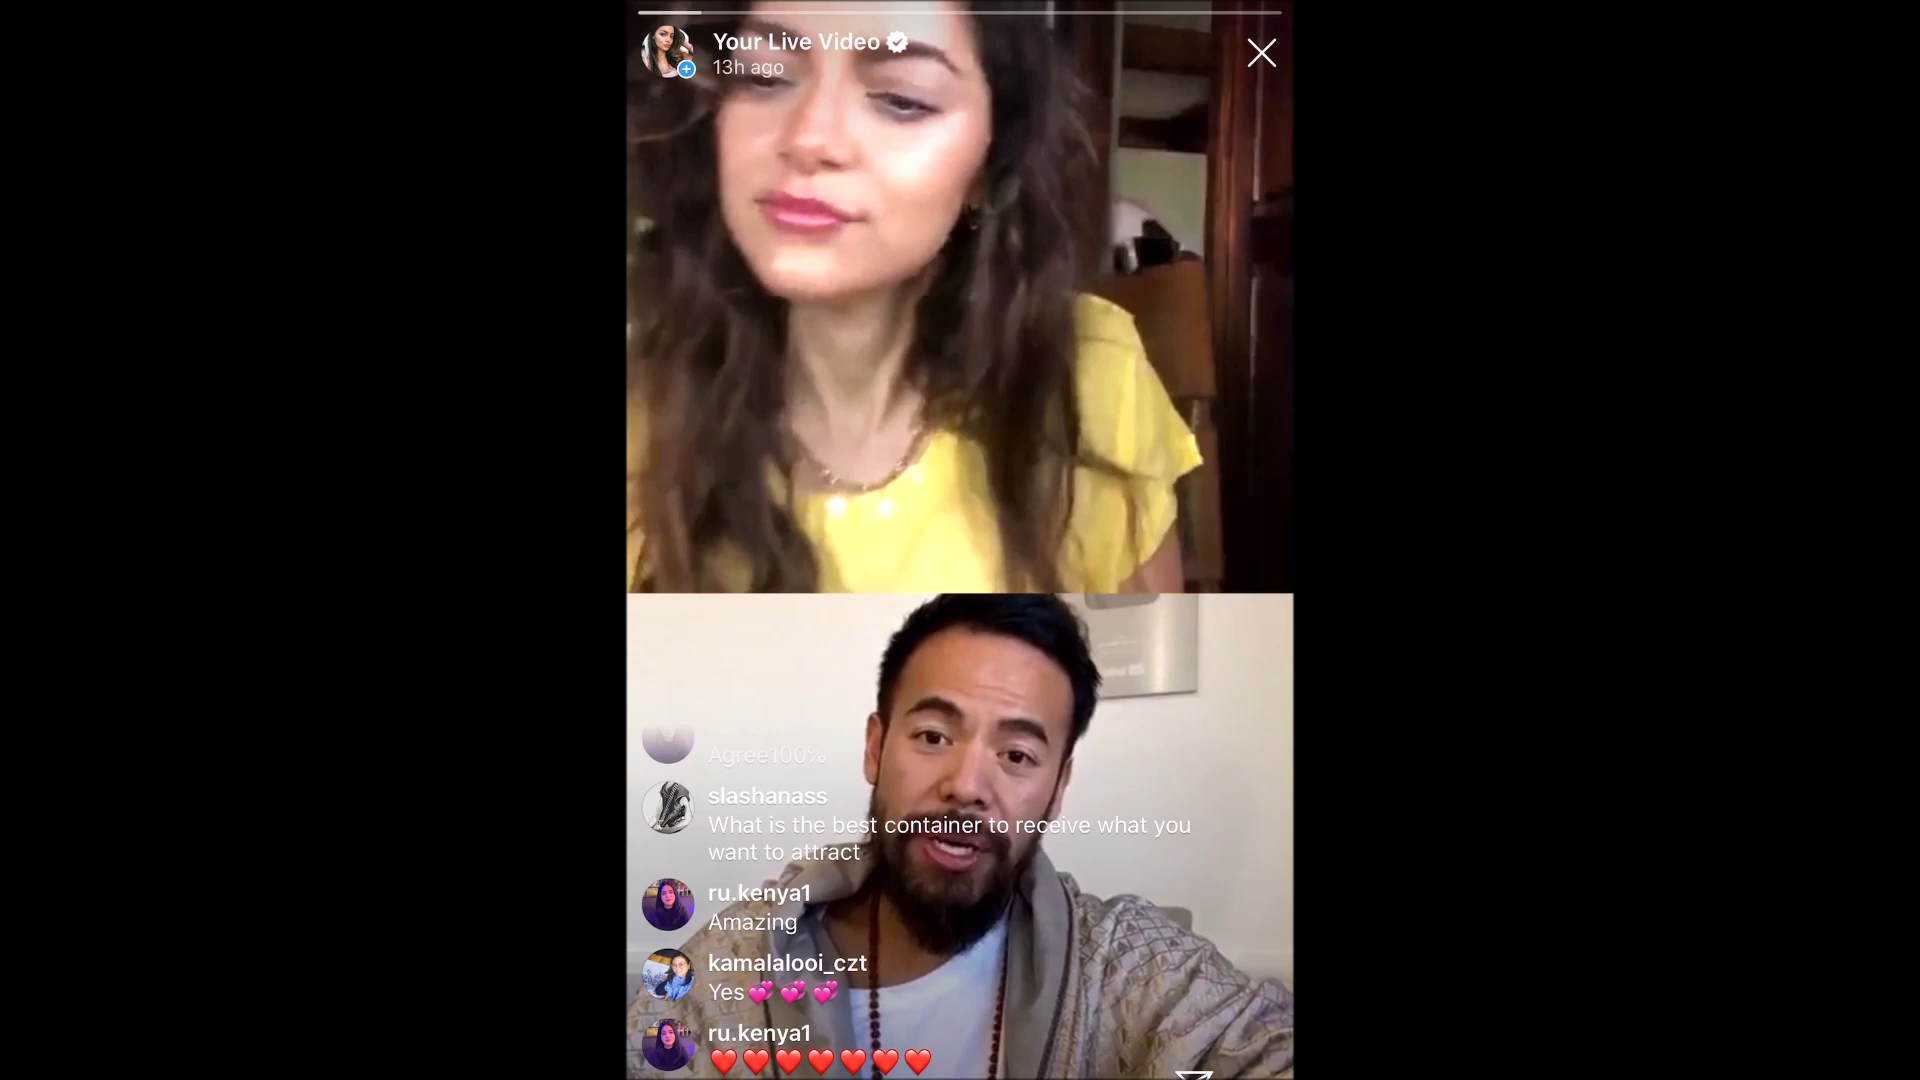 Your Live Video
13h ago
Agree100%
slashanass
What is the best container to receive what you
want to attract
ru.kenya1
Amazing
kamalalooi_czt
Yes💞💞💞
ru.kenya1
❤️❤️❤️❤️❤️❤️❤️